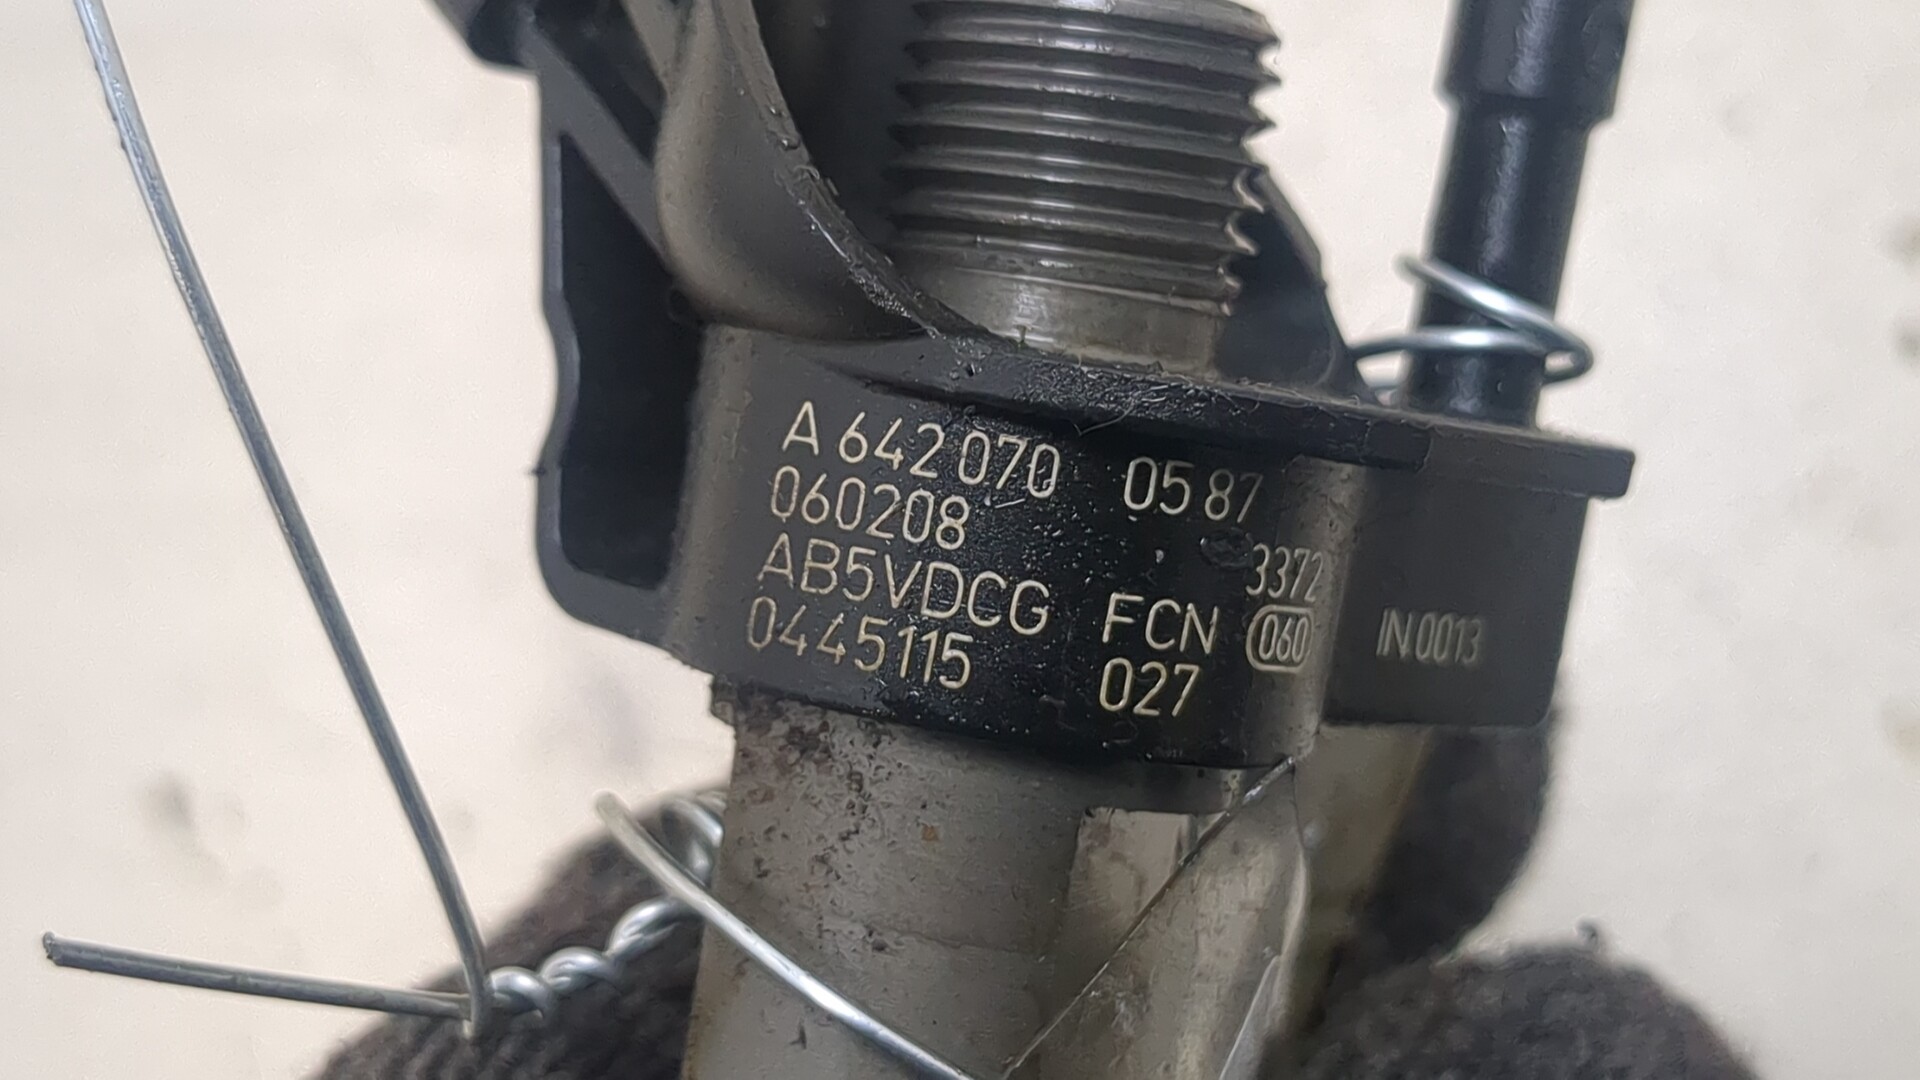 A 642 070 05 87
060208 3372
AB5VDCG FCN 060
0445115 027
IN0013